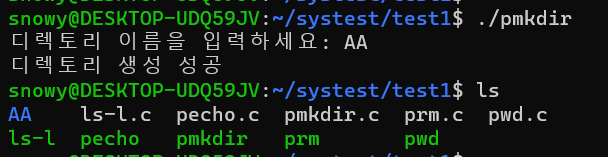 snowy@DESKTOP-UDQ59JV:~/systest/test1$ ./pmkdir
디렉토리 이름을 입력하세요: AA
디렉토리 생성 성공
snowy@DESKTOP-UDQ59JV:~/systest/test1$ ls
AA ls-l.c pecho.c pmkdir.c prm.c pwd.c
ls-l pecho pmkdir prm pwd